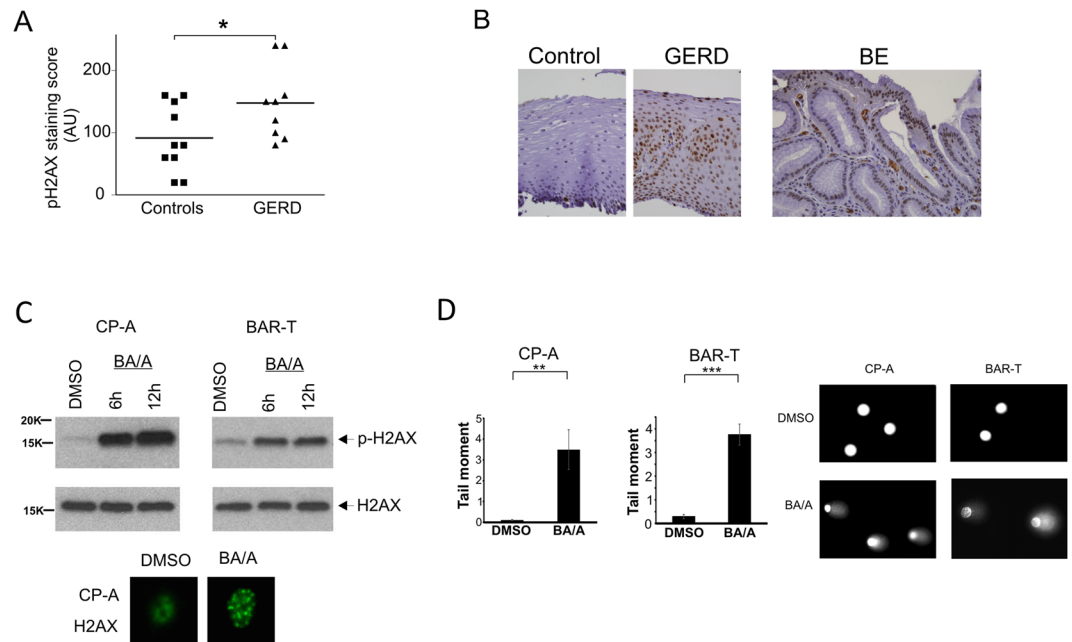 A
*
pH2AX staining score
(AU)
200
100
0
Controls GERD
B
Control GERD BE
C
CP-A BAR-T
DMSO BA/A DMSO BA/A
6h 12h 6h 12h
20K
15K
p-H2AX
15K
H2AX
DMSO BA/A
CP-A
H2AX
D
CP-A
**
Tail moment
5
4
3
2
1
0
DMSO BA/A
BAR-T
***
Tail moment
4
3
2
1
0
DMSO BA/A
CP-A BAR-T
DMSO
BA/A